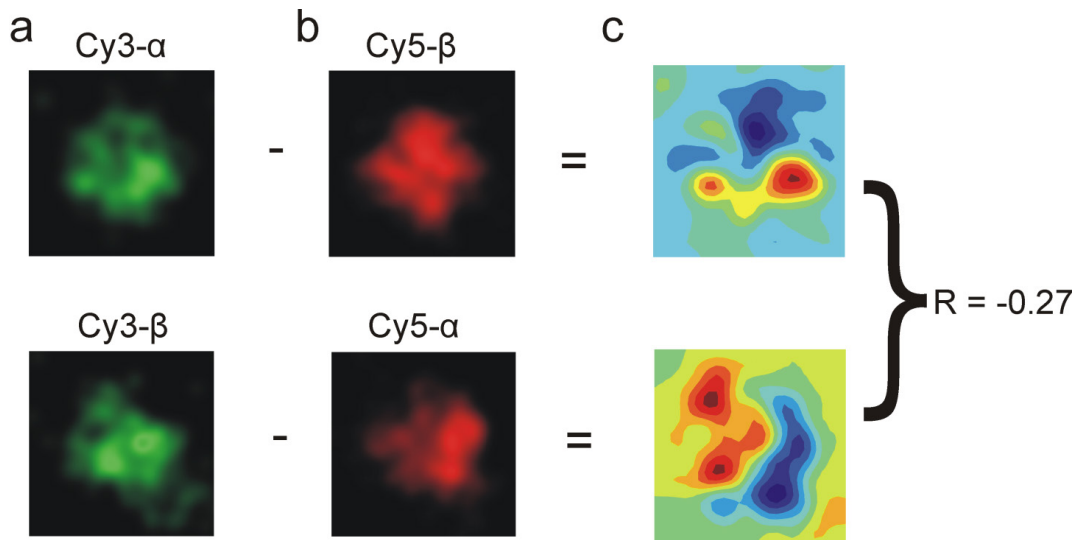 a b c
Cy3-α Cy5-β
- =
R = -0.27
Cy3-β Cy5-α
- =